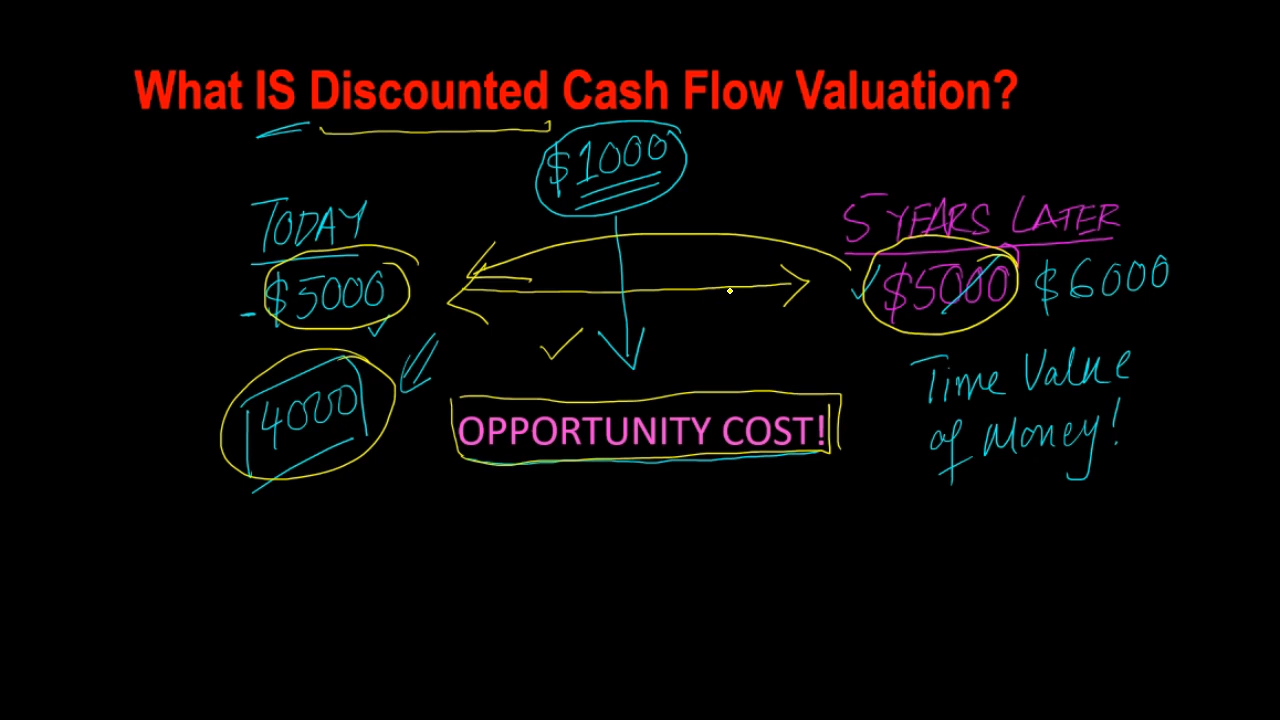 What IS Discounted Cash Flow Valuation?
$1000
TODAY
5 YEARS LATER
- $5000
$5000 $6000
4000
Time Value
of Money!
OPPORTUNITY COST!